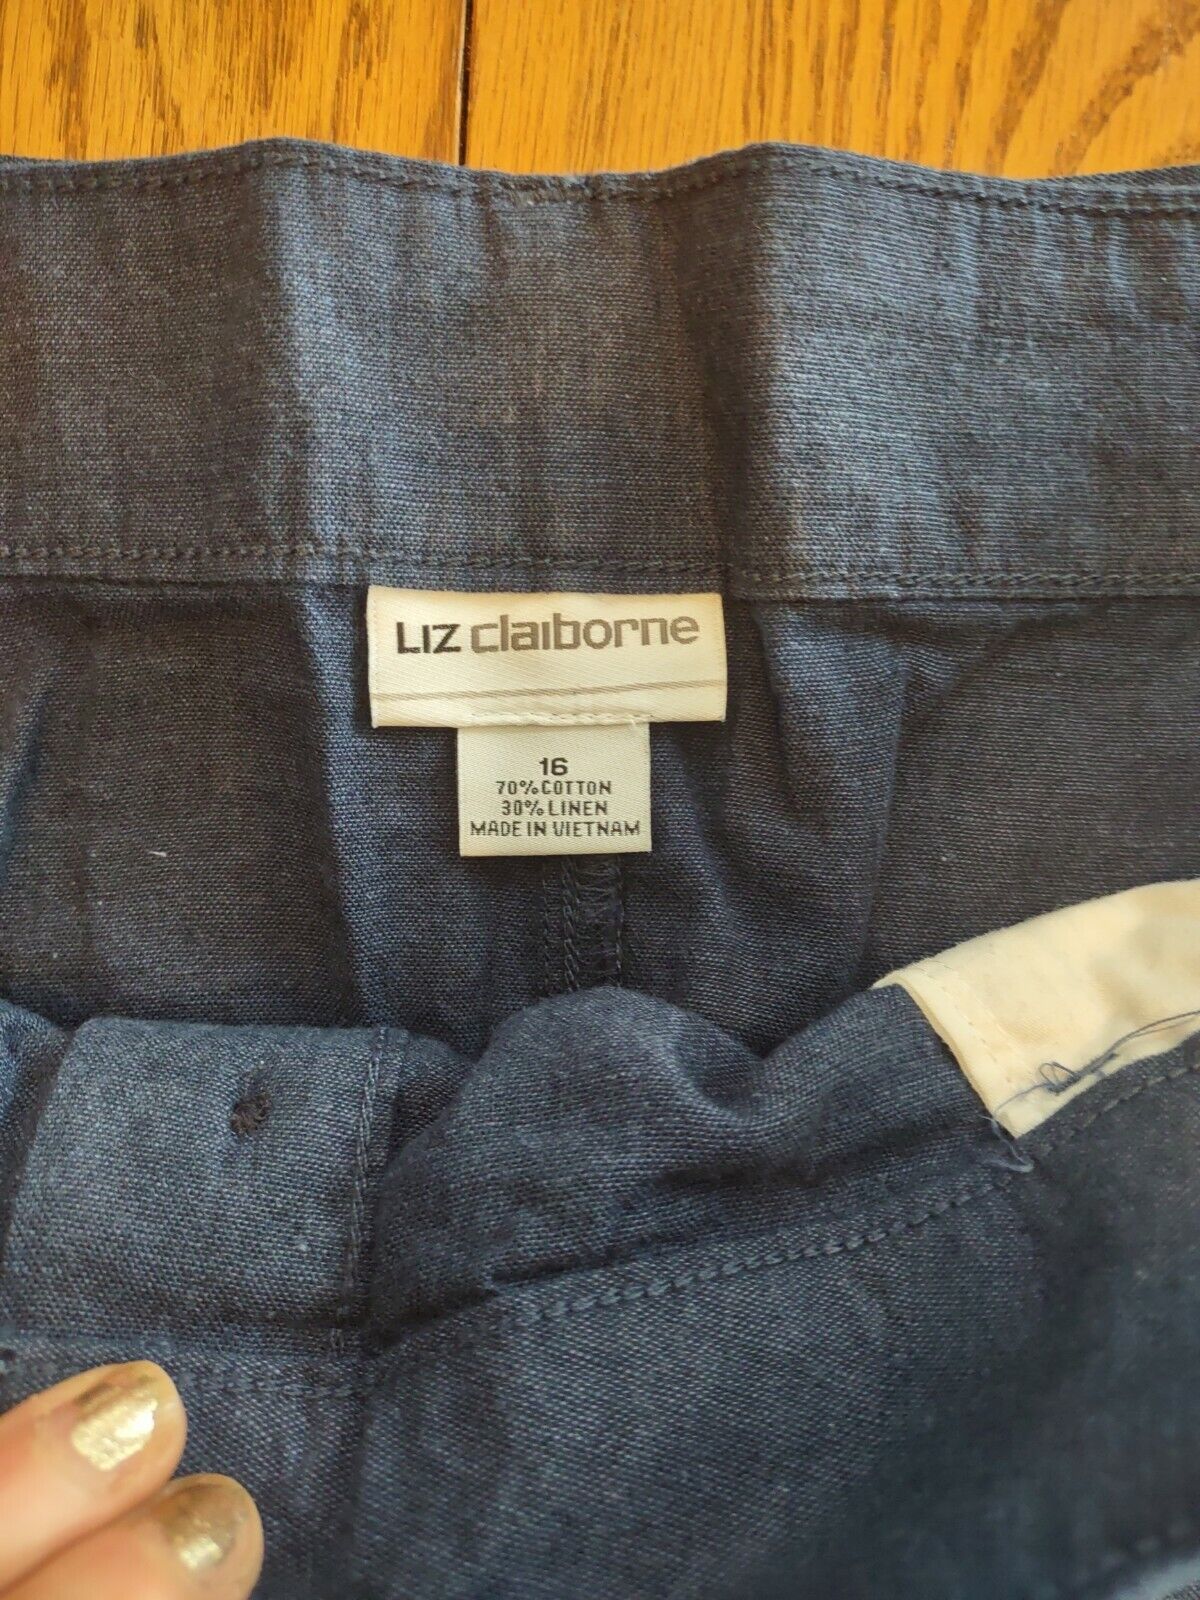 LIZ claiborne
16
70% COTTON
30% LINEN
MADE IN VIETNAM